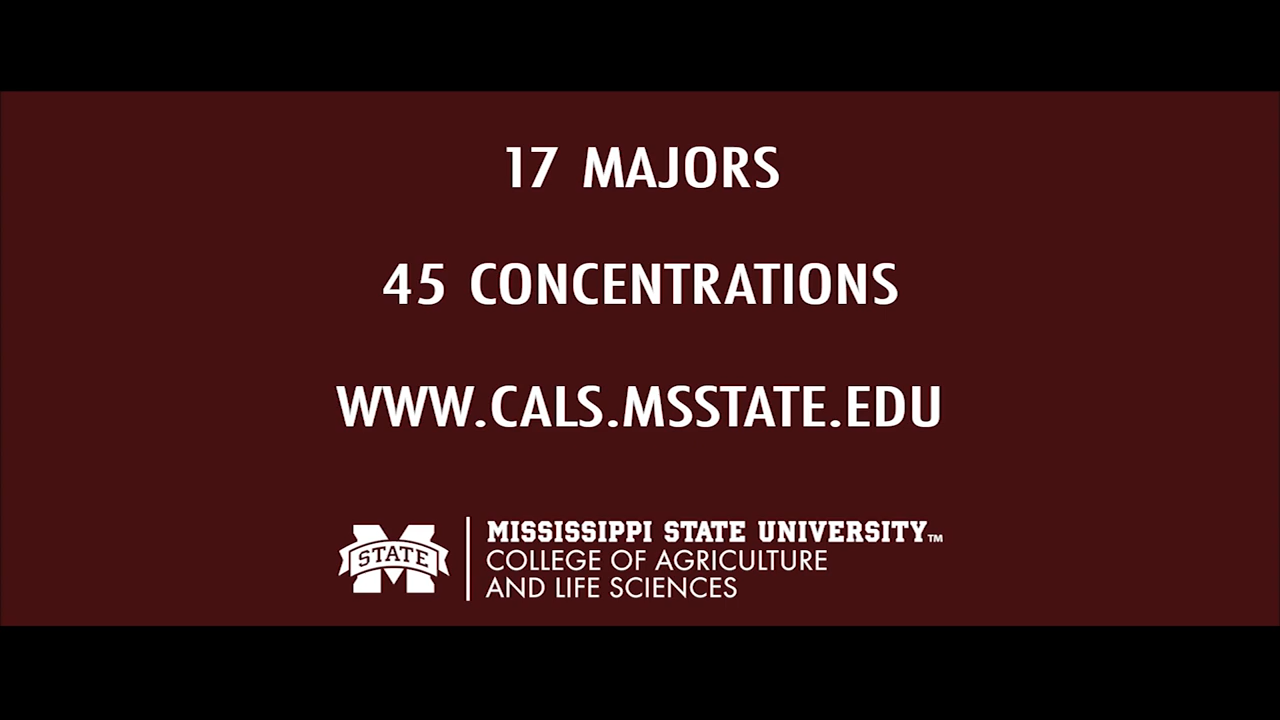 17 MAJORS
45 CONCENTRATIONS
WWW.CALS.MSSTATE.EDU
STATE
MISSISSIPPI STATE UNIVERSITY™
COLLEGE OF AGRICULTURE
AND LIFE SCIENCES